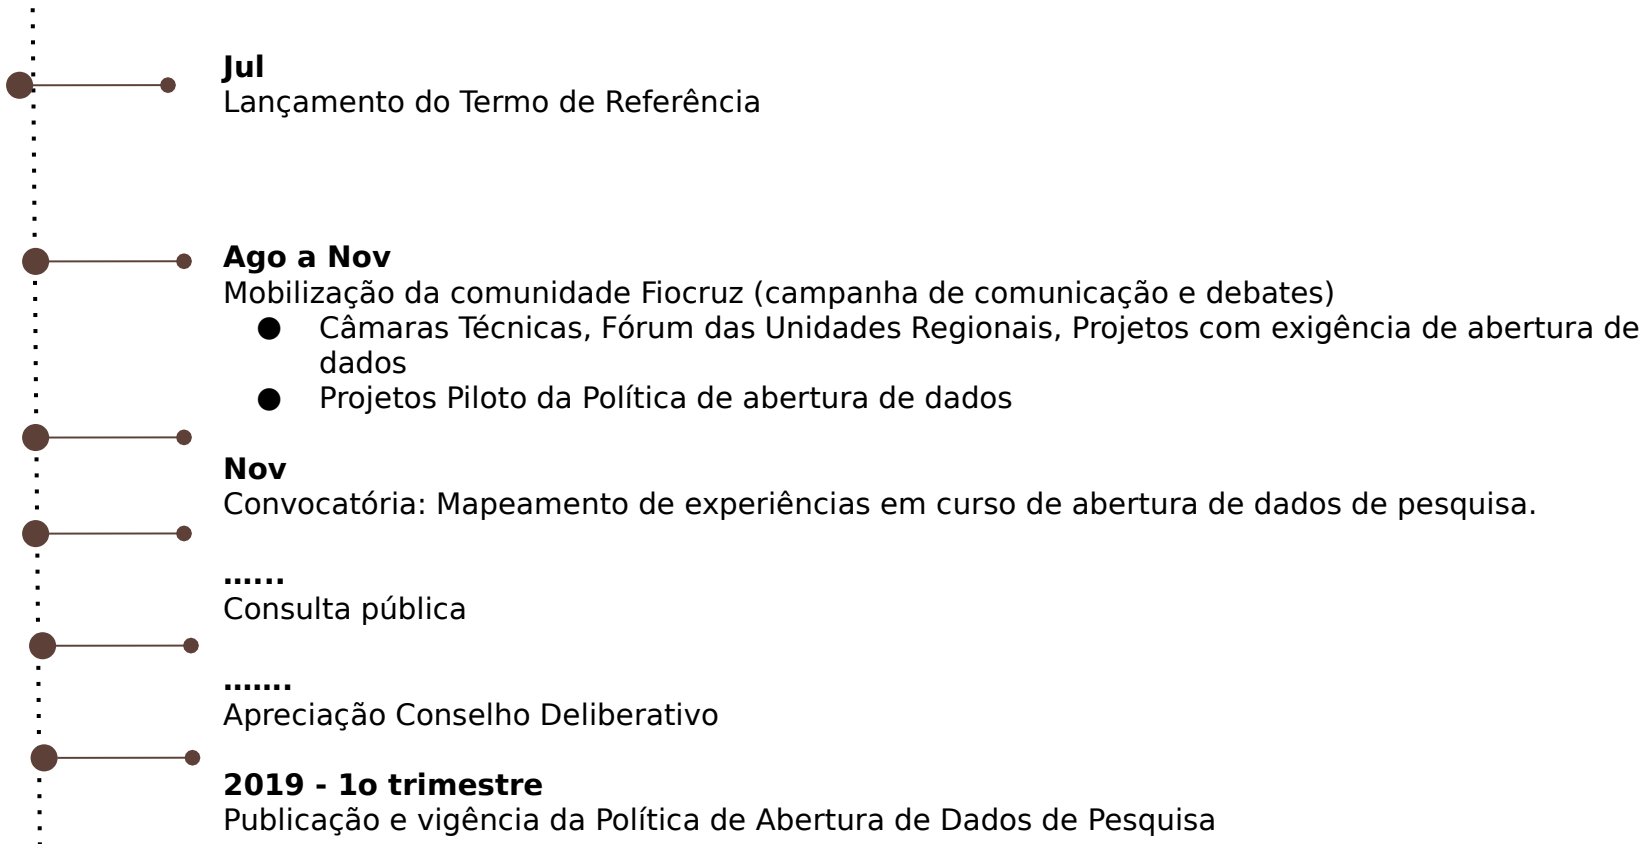 Jul
Lançamento do Termo de Referência
Ago a Nov
Mobilização da comunidade Fiocruz (campanha de comunicação e debates)
● Câmaras Técnicas, Fórum das Unidades Regionais, Projetos com exigência de abertura de
dados
● Projetos Piloto da Política de abertura de dados
Nov
Convocatória: Mapeamento de experiências em curso de abertura de dados de pesquisa.
…...
Consulta pública
…….
Apreciação Conselho Deliberativo
2019 - 1o trimestre
Publicação e vigência da Política de Abertura de Dados de Pesquisa